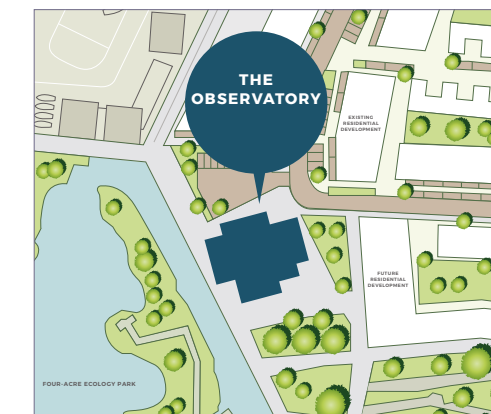 THE
OBSERVATORY
EXISTING
RESIDENTIAL
DEVELOPMENT
FUTURE
RESIDENTIAL
DEVELOPMENT
FOUR-ACRE ECOLOGY PARK